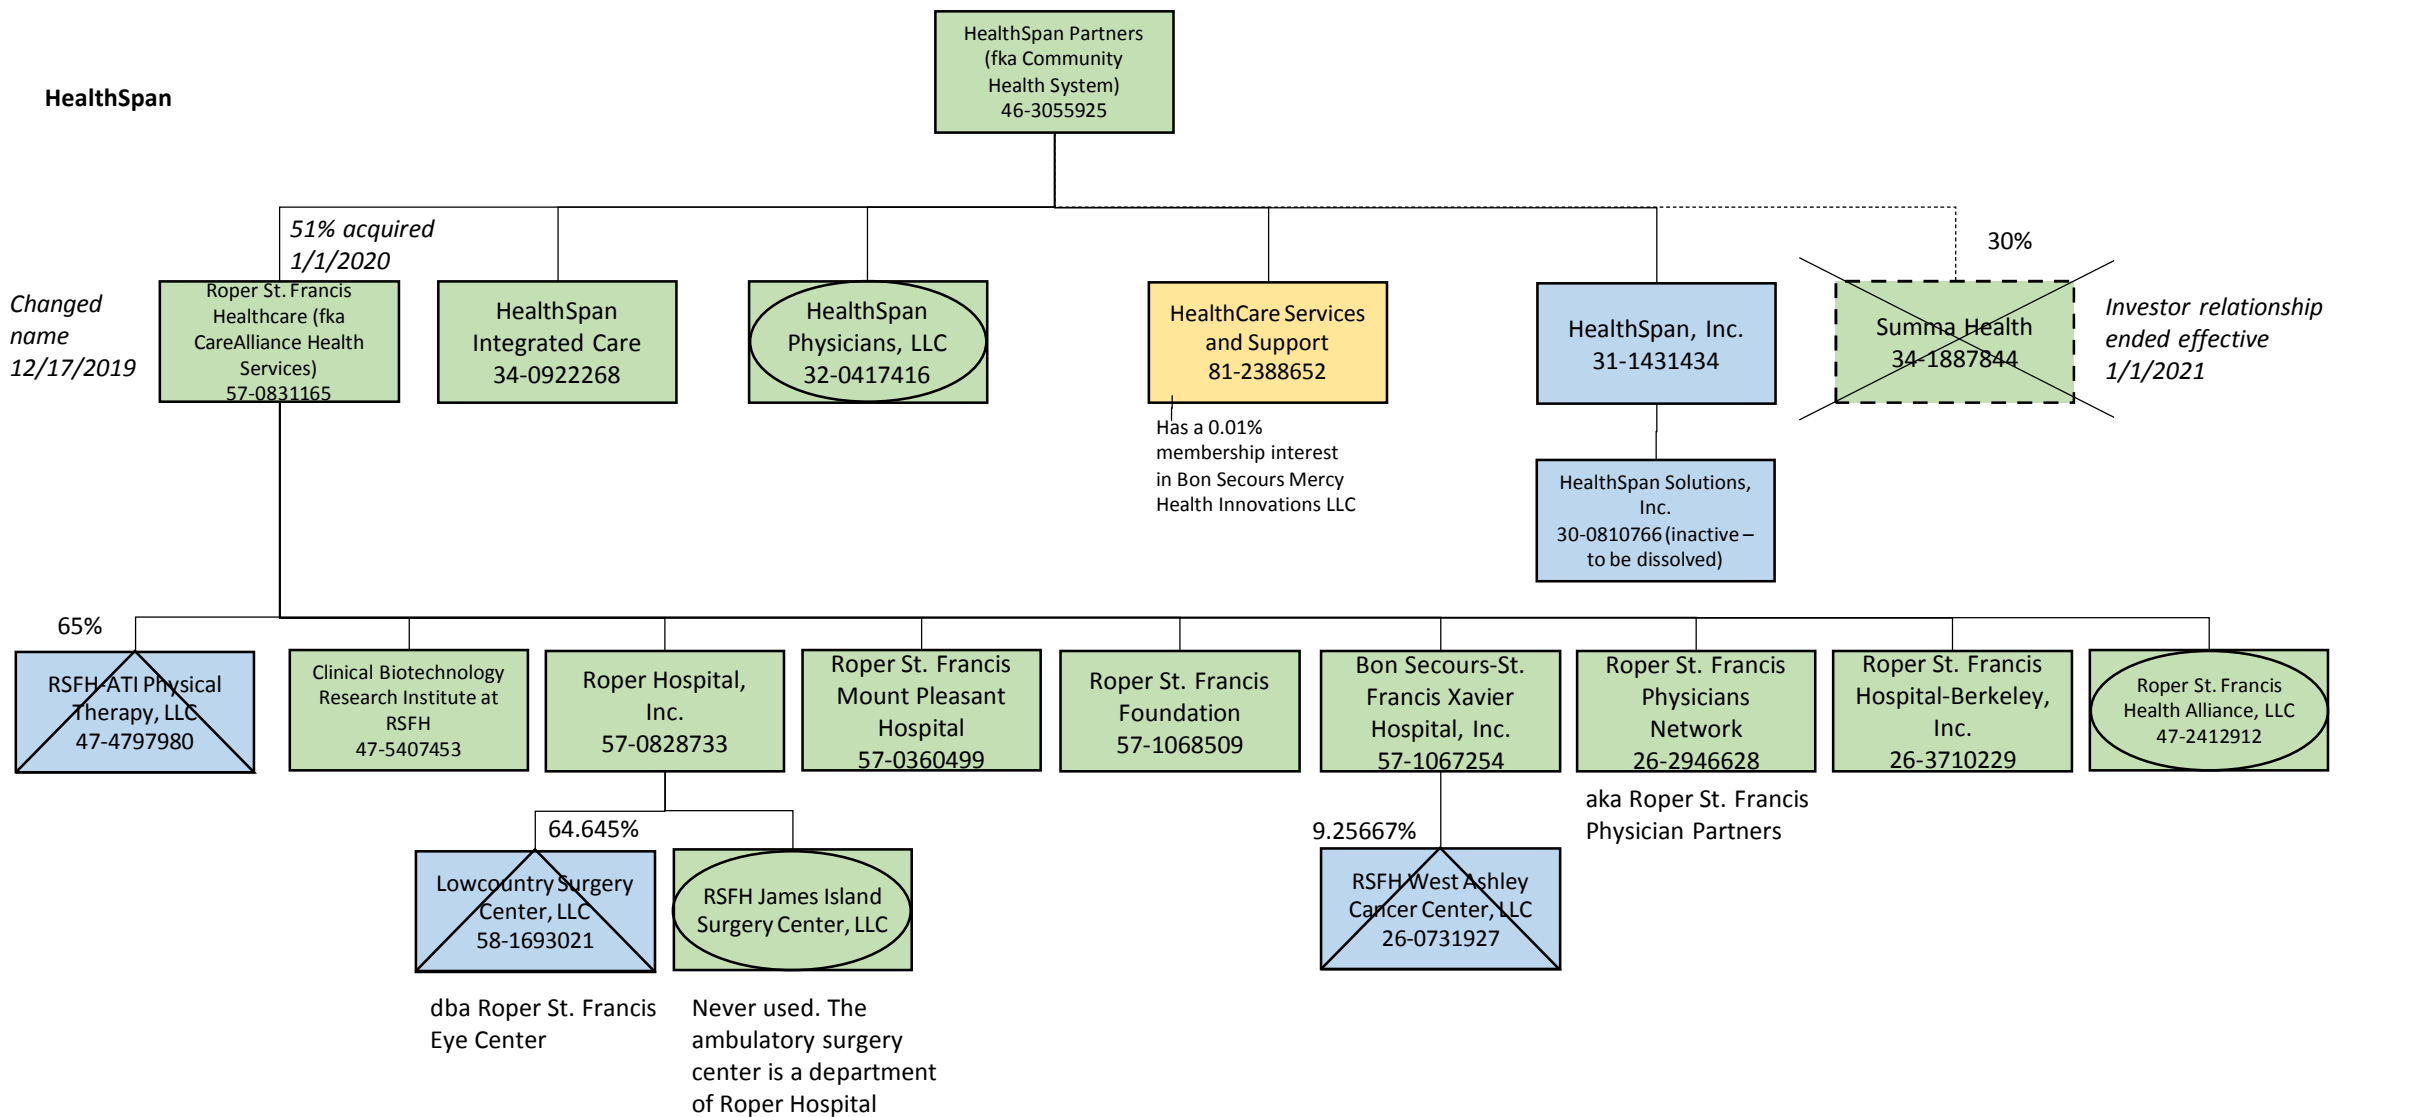 HealthSpan Partners
(fka Community
Health System)
46-3055925
HealthSpan
51% acquired
1/1/2020
30%
Changed
name
12/17/2019
Roper St. Francis
Healthcare (fka
CareAlliance Health
Services)
57-0831165
HealthSpan
Integrated Care
34-0922268
HealthSpan
Physicians, LLC
32-0417416
HealthCare Services
and Support
81-2388652
HealthSpan, Inc.
31-1431434
Summa Health
34-1887844
Investor relationship
ended effective
1/1/2021
Has a 0.01%
membership interest
in Bon Secours Mercy
Health Innovations LLC
HealthSpan Solutions,
Inc.
30-0810766 (inactive –
to be dissolved)
65%
RSFH-ATI Physical
Therapy, LLC
47-4797980
Clinical Biotechnology
Research Institute at
RSFH
47-5407453
Roper Hospital,
Inc.
57-0828733
Roper St. Francis
Mount Pleasant
Hospital
57-0360499
Roper St. Francis
Foundation
57-1068509
Bon Secours-St.
Francis Xavier
Hospital, Inc.
57-1067254
Roper St. Francis
Physicians
Network
26-2946628
Roper St. Francis
Hospital-Berkeley,
Inc.
26-3710229
Roper St. Francis
Health Alliance, LLC
47-2412912
aka Roper St. Francis
Physician Partners
64.645%
9.25667%
Lowcountry Surgery
Center, LLC
58-1693021
RSFH James Island
Surgery Center, LLC
RSFH West Ashley
Cancer Center, LLC
26-0731927
dba Roper St. Francis
Eye Center
Never used. The
ambulatory surgery
center is a department
of Roper Hospital